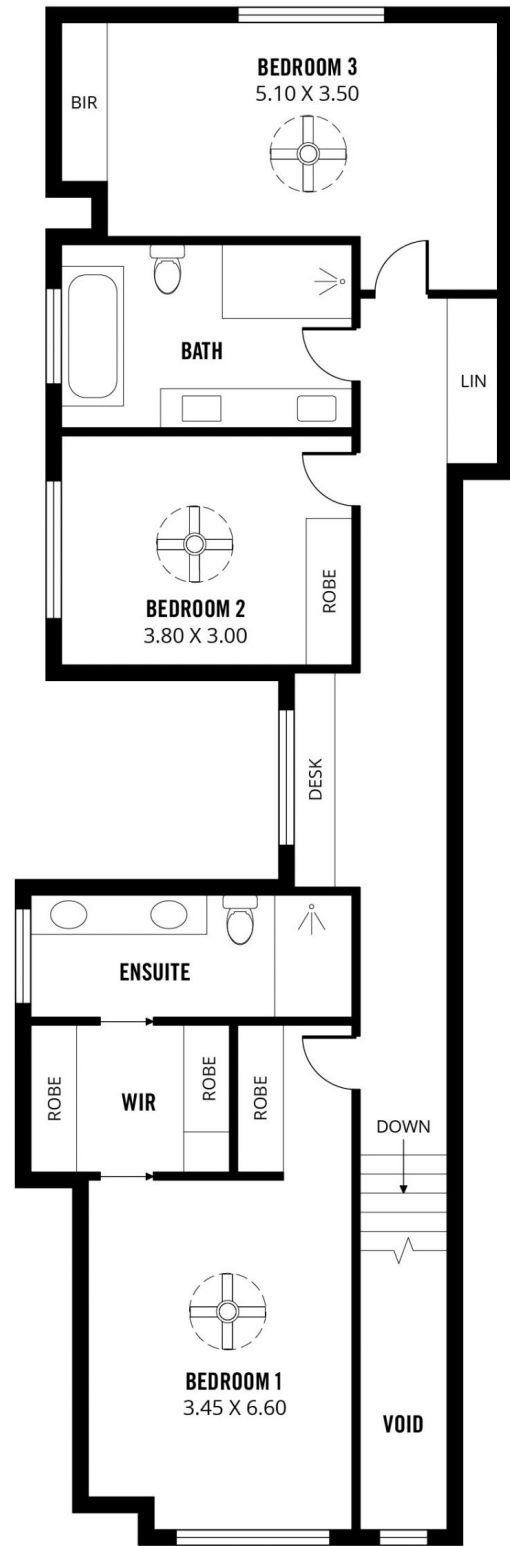 BEDROOM 3
5.10 X 3.50
BIR
BATH
LIN
BEDROOM 2
3.80 X 3.00
ROBE
DESK
ENSUITE
ROBE
WIR
ROBE
ROBE
DOWN
BEDROOM 1
3.45 X 6.60
VOID